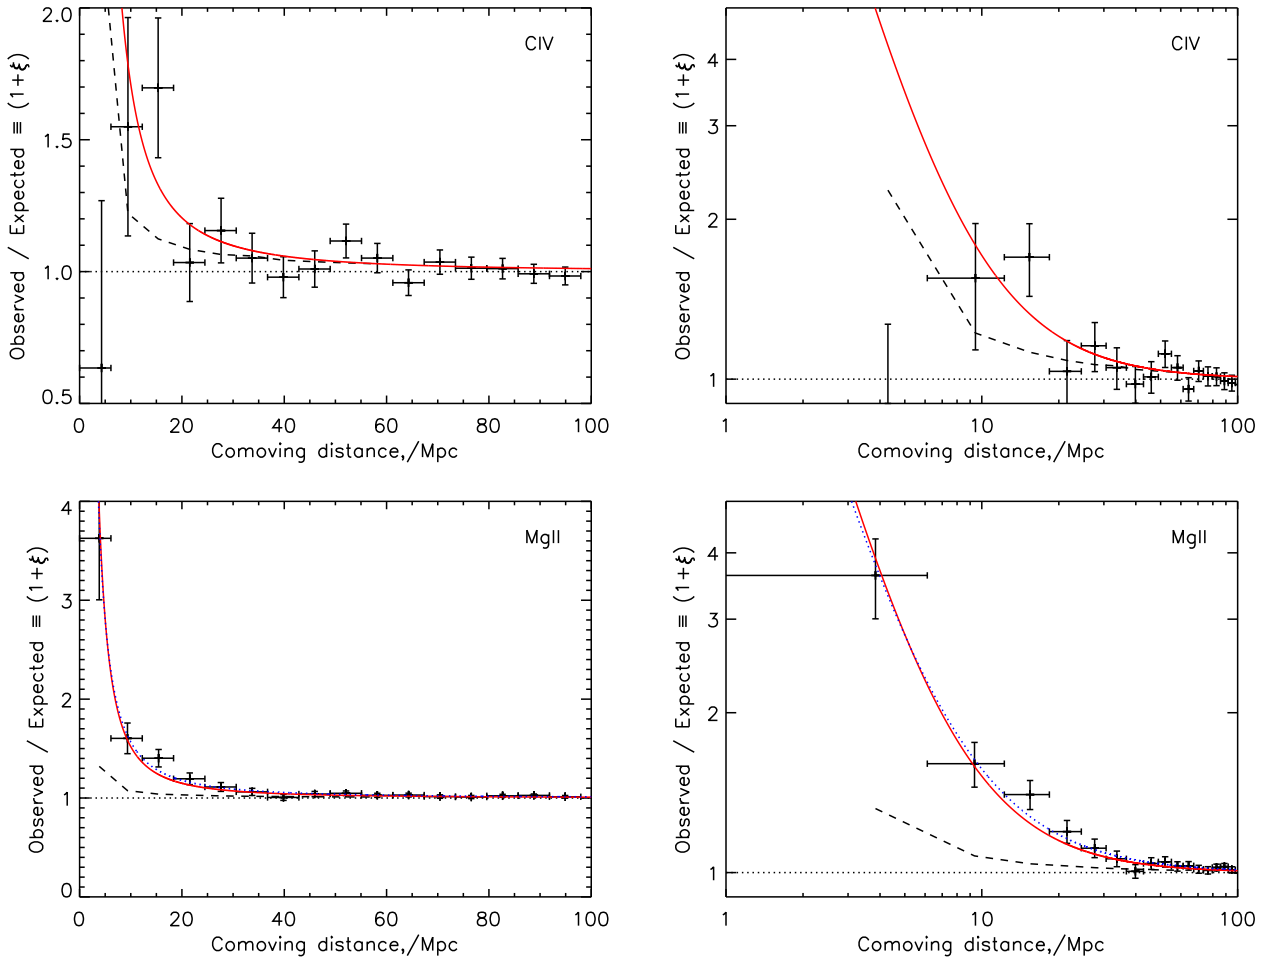 2.0
1.5
1.0
0.5
0 20 40 60 80 100
Observed / Expected ≡ (1+ξ)
Comoving distance,/Mpc
CIV
4
3
2
1
1 10 100
Observed / Expected ≡ (1+ξ)
Comoving distance,/Mpc
CIV
4
3
2
1
0
0 20 40 60 80 100
Observed / Expected ≡ (1+ξ)
Comoving distance,/Mpc
MgII
4
3
2
1
1 10 100
Observed / Expected ≡ (1+ξ)
Comoving distance,/Mpc
MgII